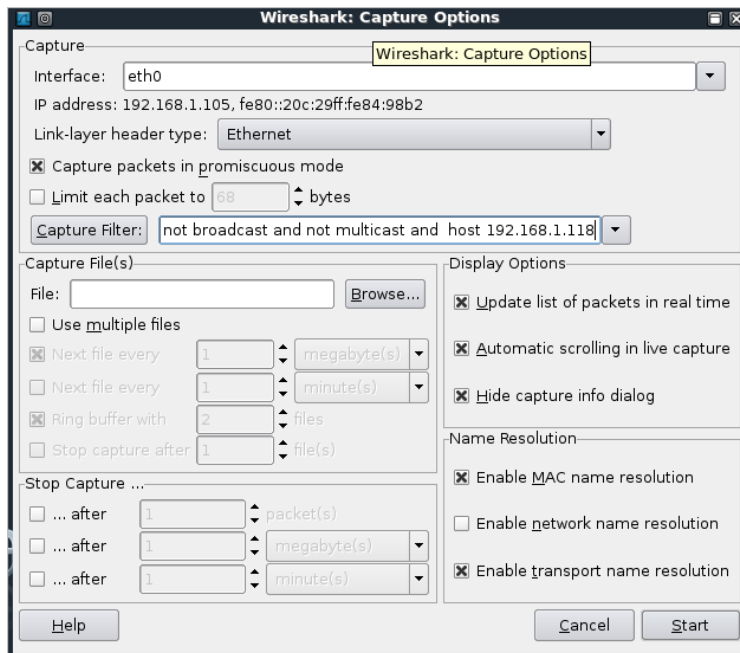 Wireshark: Capture Options
Capture
Wireshark: Capture Options
Interface: eth0
IP address: 192.168.1.105, fe80::20c:29ff:fe84:98b2
Link-layer header type: Ethernet
Capture packets in promiscuous mode
Limit each packet to 68 bytes
Capture Filter: not broadcast and not multicast and  host 192.168.1.118
Capture File(s)
File: Browse...
Use multiple files
Next file every 1 megabyte(s)
Next file every 1 minute(s)
Ring buffer with 2 files
Stop capture after 1 file(s)
Display Options
Update list of packets in real time
Automatic scrolling in live capture
Hide capture info dialog
Stop Capture ...
... after 1 packet(s)
... after 1 megabyte(s)
... after 1 minute(s)
Name Resolution
Enable MAC name resolution
Enable network name resolution
Enable transport name resolution
Help Cancel Start